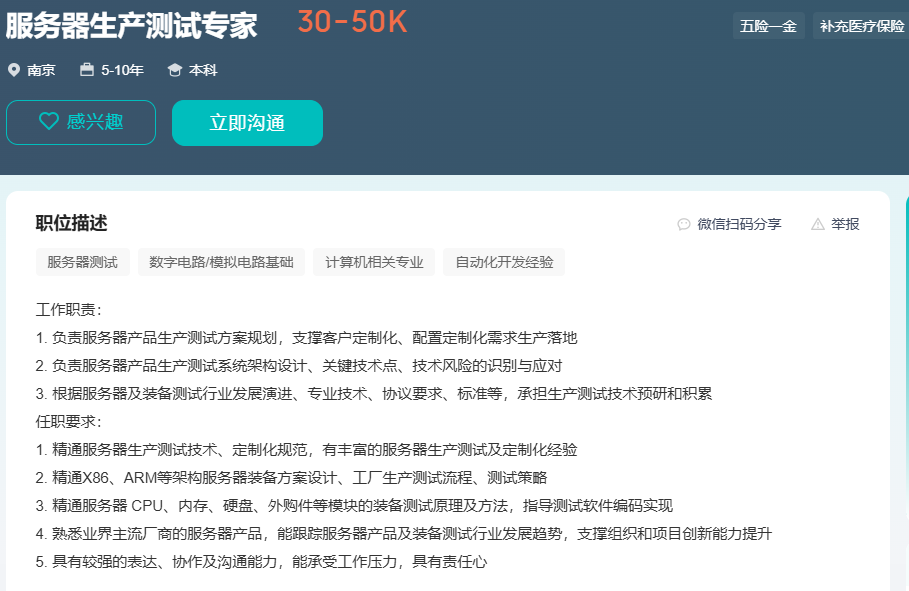 服务器生产测试专家 30-50K 五险一金 补充医疗保险
南京 5-10年 本科
感兴趣 立即沟通
职位描述 微信扫码分享 举报
服务器测试 数字电路/模拟电路基础 计算机相关专业 自动化开发经验
工作职责：
1. 负责服务器产品生产测试方案规划，支撑客户定制化、配置定制化需求生产落地
2. 负责服务器产品生产测试系统架构设计、关键技术点、技术风险的识别与应对
3. 根据服务器及装备测试行业发展演进、专业技术、协议要求、标准等，承担生产测试技术预研和积累
任职要求：
1. 精通服务器生产测试技术、定制化规范，有丰富的服务器生产测试及定制化经验
2. 精通X86、ARM等架构服务器装备方案设计、工厂生产测试流程、测试策略
3. 精通服务器 CPU、内存、硬盘、外购件等模块的装备测试原理及方法，指导测试软件编码实现
4. 熟悉业界主流厂商的服务器产品，能跟踪服务器产品及装备测试行业发展趋势，支撑组织和项目创新能力提升
5. 具有较强的表达、协作及沟通能力，能承受工作压力，具有责任心